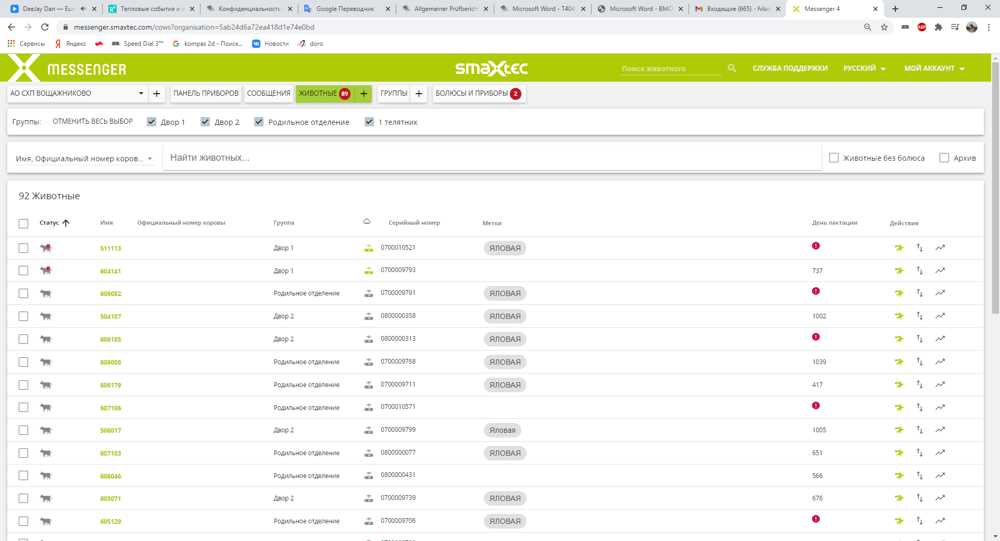 DeeJay Dan — Euro
Тепловые события и с
Конфиденциальность
Google Переводчик
Allgemeiner Prüfbericht
Microsoft Word - T404
Microsoft Word - BMO
Входящие (665) - fvlad
Messenger 4
messenger.smaxtec.com/cows?organisation=5ab24d6a72ea418d1e74e0bd
ABP
Сервисы
Яндекс
Speed Dial 3™
kompas 2d - Поиск...
Новости
doro
MESSENGER
smaXtec
Поиск животного
СЛУЖБА ПОДДЕРЖКИ
РУССКИЙ
МОЙ АККАУНТ
АО СХП ВОЩАЖНИКОВО
ПАНЕЛЬ ПРИБОРОВ
СООБЩЕНИЯ
ЖИВОТНЫЕ 89
ГРУППЫ
БОЛЮСЫ И ПРИБОРЫ 2
Группы: ОТМЕНИТЬ ВЕСЬ ВЫБОР Двор 1 Двор 2 Родильное отделение 1 телятник
Имя, Официальный номер коров... Найти животных... Животные без болюса Архив
92 Животные
Статус Имя Официальный номер коровы Группа Серийный номер Метки День лактации Действия
511113 Двор 1 0700010521 ЯЛОВАЯ
604141 Двор 1 0700009793 737
606082 Родильное отделение 0700009791 ЯЛОВАЯ
504107 Двор 2 0800000358 ЯЛОВАЯ 1002
606185 Двор 2 0800000313 ЯЛОВАЯ
606008 Родильное отделение 0700009768 ЯЛОВАЯ 1039
606179 Родильное отделение 0700009711 ЯЛОВАЯ 417
607106 Родильное отделение 0700010571
506017 Двор 2 0700009799 Яловая 1005
607103 Родильное отделение 0800000077 ЯЛОВАЯ 651
606046 Родильное отделение 0800000431 566
605071 Двор 2 0700009739 ЯЛОВАЯ 676
605129 Родильное отделение 0700009706 ЯЛОВАЯ